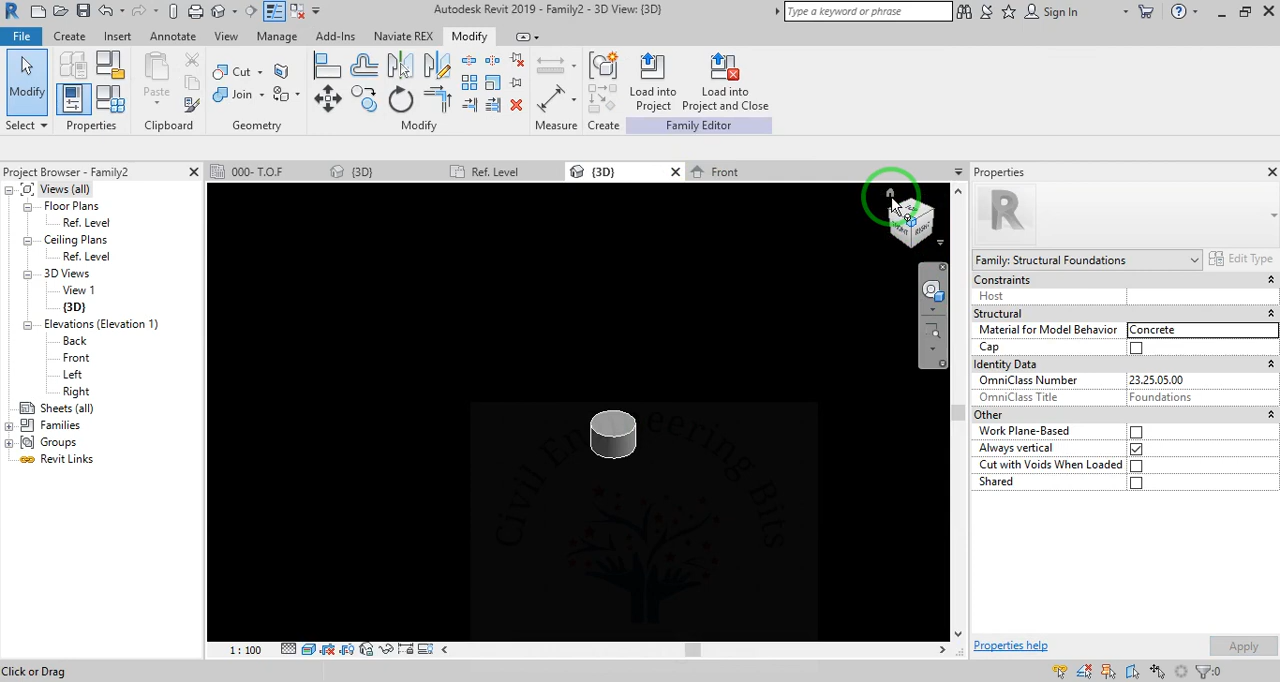 Autodesk Revit 2019 - Family2 - 3D View: {3D}
Type a keyword or phrase
Sign In
File
Create
Insert
Annotate
View
Manage
Add-Ins
Naviate REX
Modify
Modify
Paste
Cut
Join
Load into
Project
Load into
Project and Close
Select
Properties
Clipboard
Geometry
Modify
Measure
Create
Family Editor
Project Browser - Family2
000- T.O.F
{3D}
Ref. Level
{3D}
Front
Properties
Views (all)
Floor Plans
Ref. Level
Ceiling Plans
Ref. Level
3D Views
View 1
{3D}
Elevations (Elevation 1)
Back
Front
Left
Right
Sheets (all)
Families
Groups
Revit Links
RIGHT
R
Family: Structural Foundations
Edit Type
Constraints
Host
Structural
Material for Model Behavior
Concrete
Cap
Identity Data
OmniClass Number
23.25.05.00
OmniClass Title
Foundations
Other
Work Plane-Based
Always vertical
Cut with Voids When Loaded
Shared
Civil Engineering Bits
1 : 100
Properties help
Apply
Click or Drag
:0